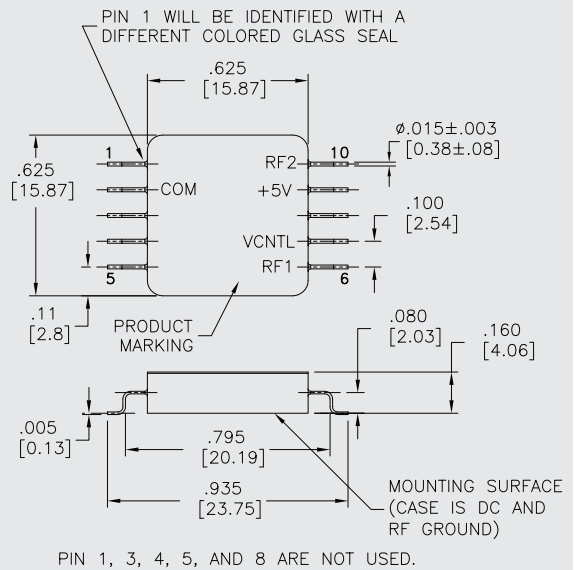 PIN 1 WILL BE IDENTIFIED WITH A
DIFFERENT COLORED GLASS SEAL
.625
[15.87]
1
10
ø.015±.003
[0.38±.08]
RF2
.625
[15.87]
COM
+5V
.100
[2.54]
VCNTL
RF1
5
6
.11
[2.8]
PRODUCT
MARKING
.080
[2.03]
.160
[4.06]
.005
[0.13]
.795
[20.19]
.935
[23.75]
MOUNTING SURFACE
(CASE IS DC AND
RF GROUND)
PIN 1, 3, 4, 5, AND 8 ARE NOT USED.